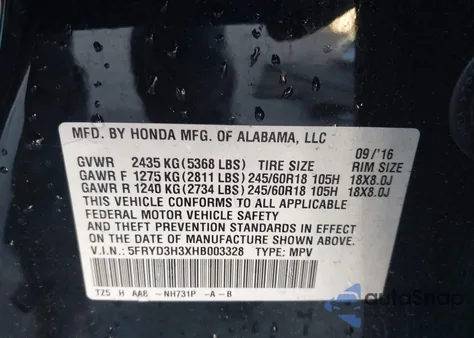 MFD. BY HONDA MFG. OF ALABAMA, LLC 09/'16
GVWR 2435 KG (5368 LBS) TIRE SIZE RIM SIZE
GAWR F 1275 KG (2811 LBS) 245/60R18 105H 18X8.0J
GAWR R 1240 KG (2734 LBS) 245/60R18 105H 18X8.0J
THIS VEHICLE CONFORMS TO ALL APPLICABLE
FEDERAL MOTOR VEHICLE SAFETY
AND THEFT PREVENTION STANDARDS IN EFFECT
ON THE DATE OF MANUFACTURE SHOWN ABOVE.
V.I.N.: 5FRYD3H3XHB003328 TYPE: MPV
TZ5 H AAB -NH731P -A-B
AutoSnap